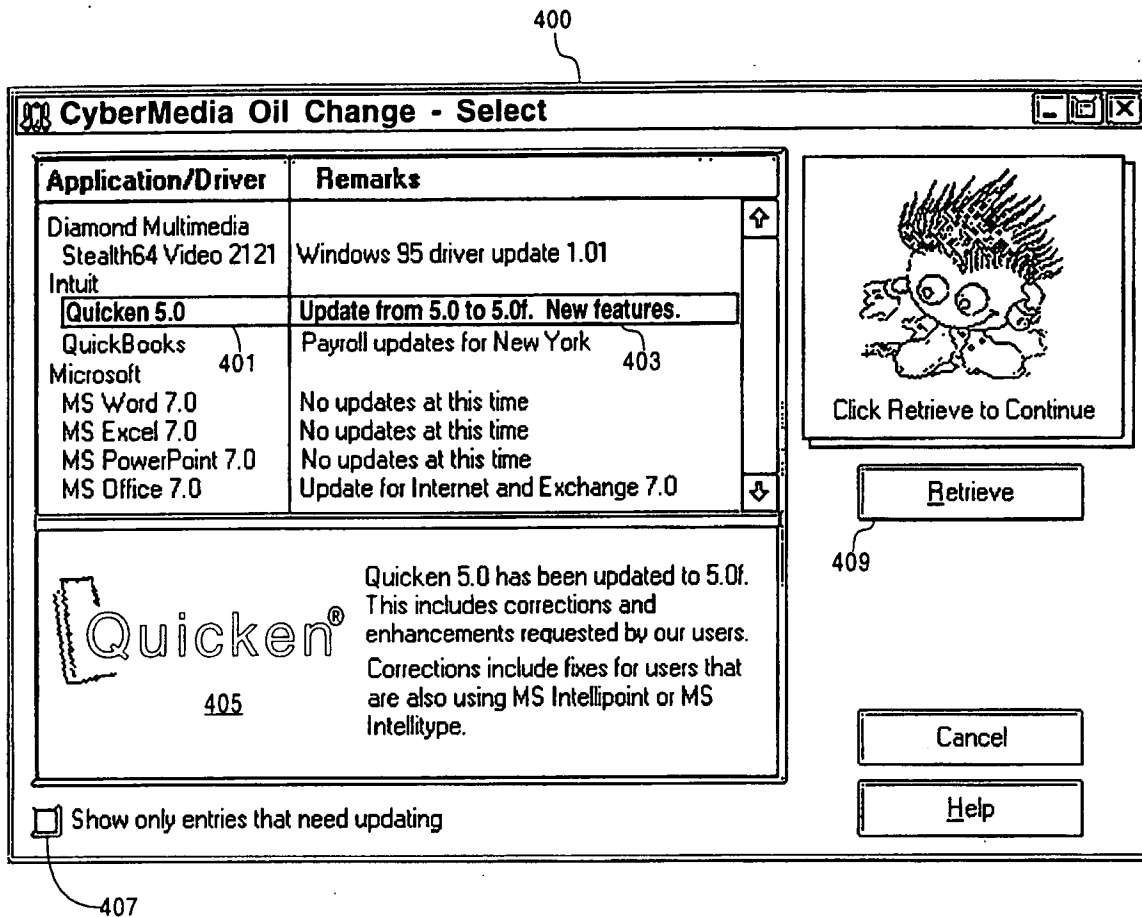 400
CyberMedia Oil Change - Select
Application/Driver Remarks
Diamond Multimedia
Stealth64 Video 2121 Windows 95 driver update 1.01
Intuit
Quicken 5.0 Update from 5.0 to 5.0f. New features.
QuickBooks Payroll updates for New York
401 403
Microsoft
MS Word 7.0 No updates at this time
MS Excel 7.0 No updates at this time
MS PowerPoint 7.0 No updates at this time
MS Office 7.0 Update for Internet and Exchange 7.0
Click Retrieve to Continue
Retrieve
409
Quicken®
405
Quicken 5.0 has been updated to 5.0f.
This includes corrections and
enhancements requested by our users.
Corrections include fixes for users that
are also using MS Intellipoint or MS
Intellitype.
Cancel
Help
Show only entries that need updating
407